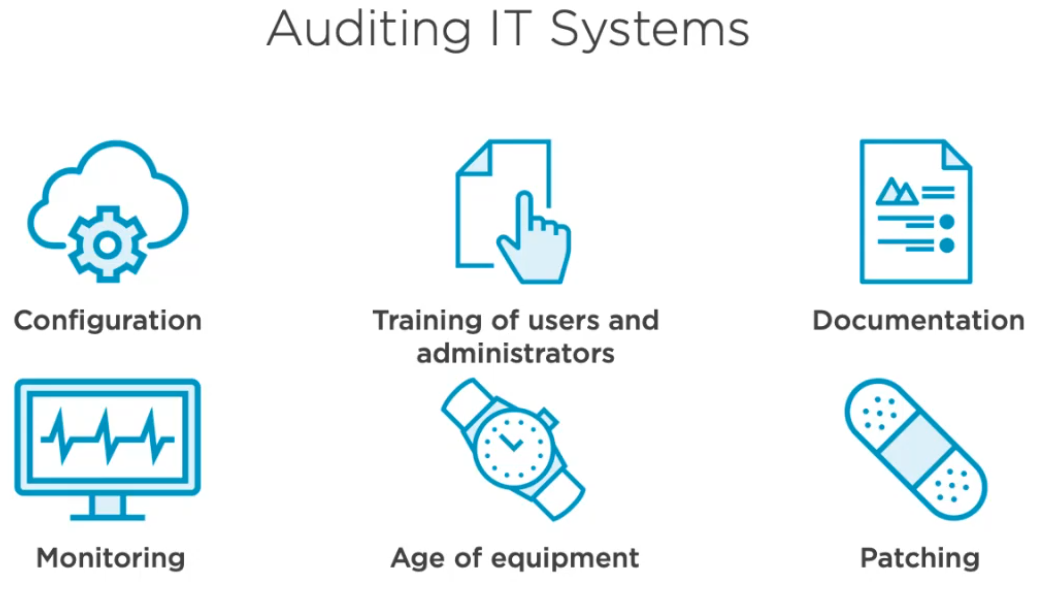 Auditing IT Systems
Configuration
Training of users and
administrators
Documentation
Monitoring
Age of equipment
Patching